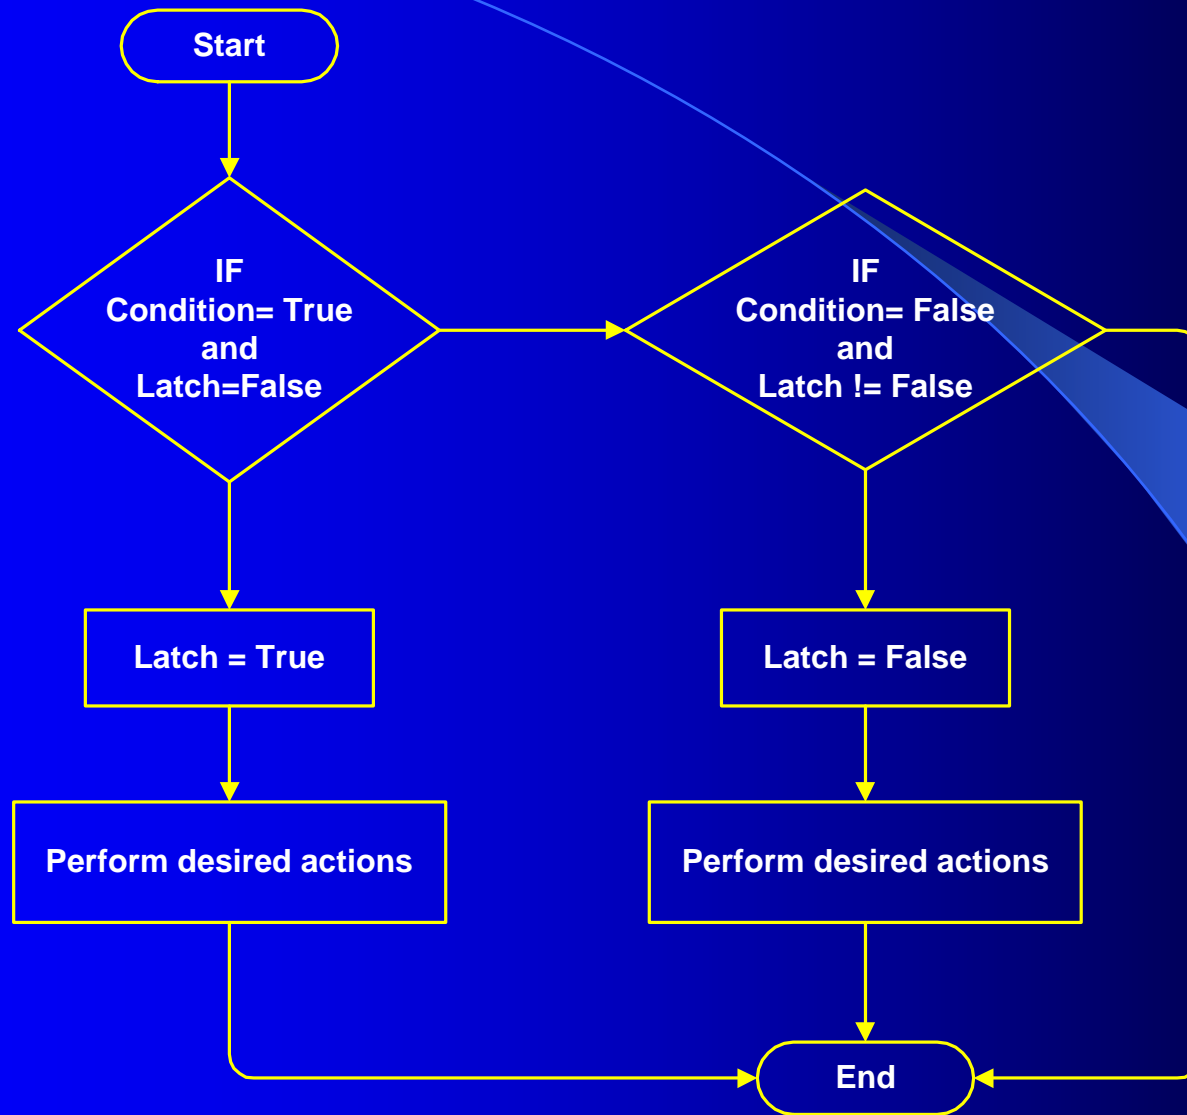 Start
IF
Condition= True
and
Latch=False
IF
Condition= False
and
Latch != False
Latch = True
Latch = False
Perform desired actions
Perform desired actions
End